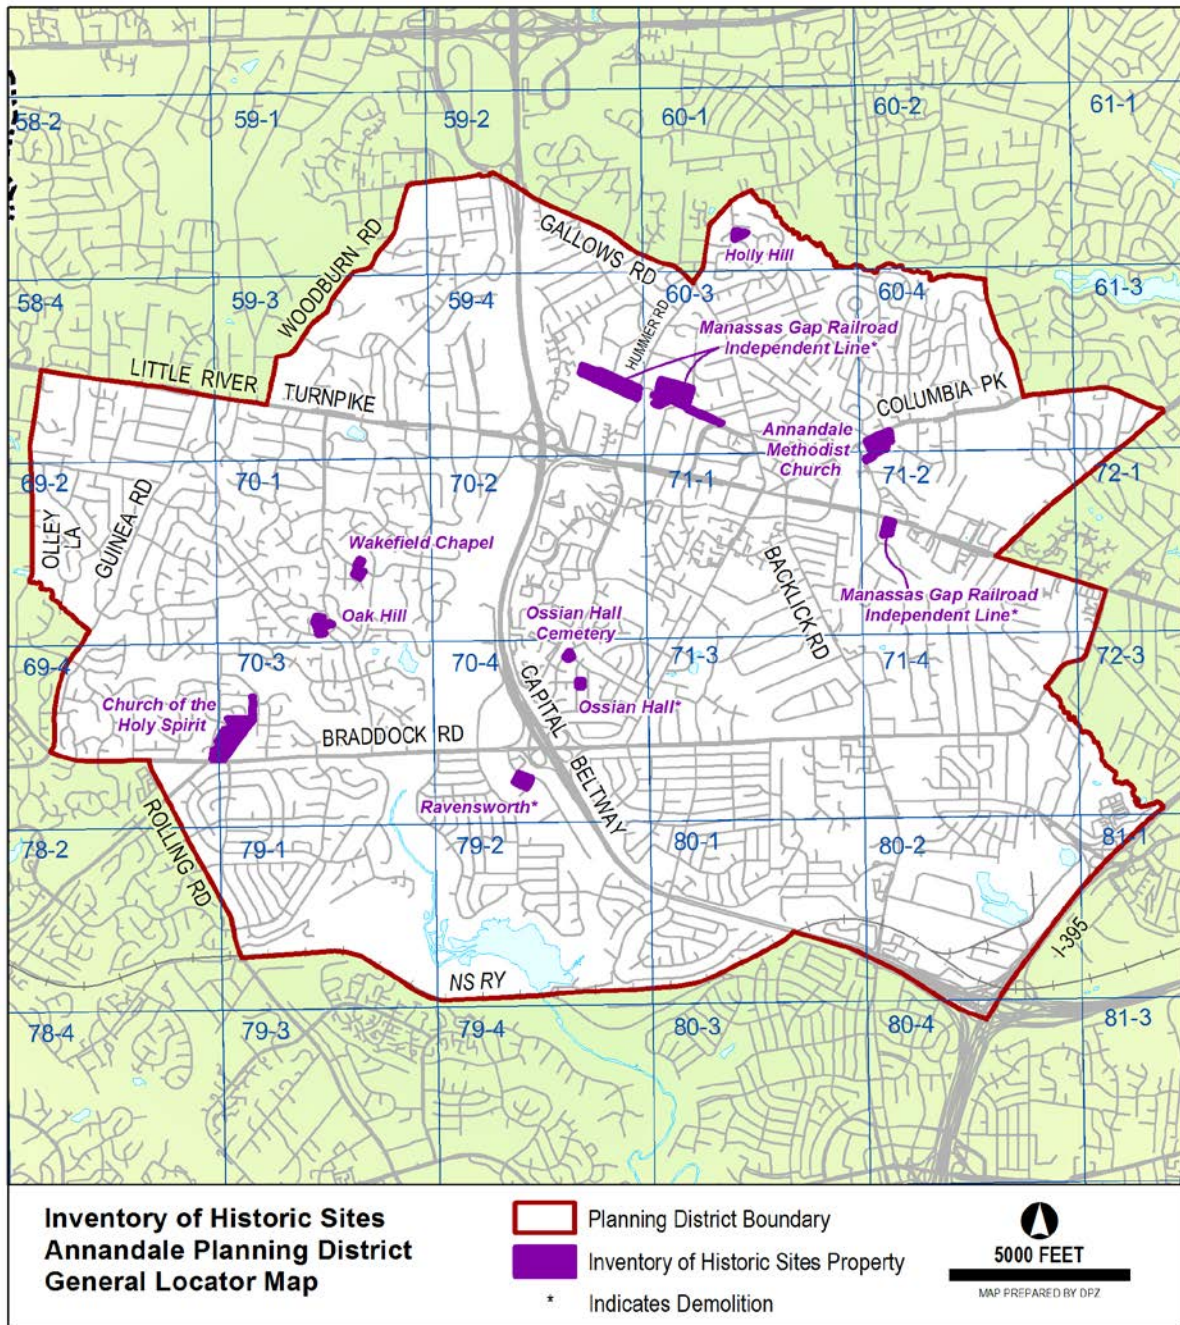 58-2
59-1
59-2
60-1
60-2
61-1
WOODBURN RD
GALLOWS RD
Holly Hill
58-4
59-3
59-4
60-3
60-4
61-3
HUMMER RD
Manassas Gap Railroad
Independent Line*
LITTLE RIVER
TURNPIKE
COLUMBIA PK
Annandale
Methodist
Church
69-2
70-1
70-2
71-1
71-2
72-1
OLLEY
LA
GUINEA RD
Wakefield Chapel
BACKLICK RD
Manassas Gap Railroad
Independent Line*
Oak Hill
Ossian Hall
Cemetery
69-4
70-3
70-4
71-3
71-4
72-3
Church of the
Holy Spirit
Ossian Hall*
CAPITAL BELTWAY
BRADDOCK RD
Ravensworth*
ROLLING RD
78-2
79-1
79-2
80-1
80-2
81-1
I-395
NS RY
78-4
79-3
79-4
80-3
80-4
81-3
Inventory of Historic Sites
Annandale Planning District
General Locator Map
Planning District Boundary
Inventory of Historic Sites Property
* Indicates Demolition
5000 FEET
MAP PREPARED BY DPZ